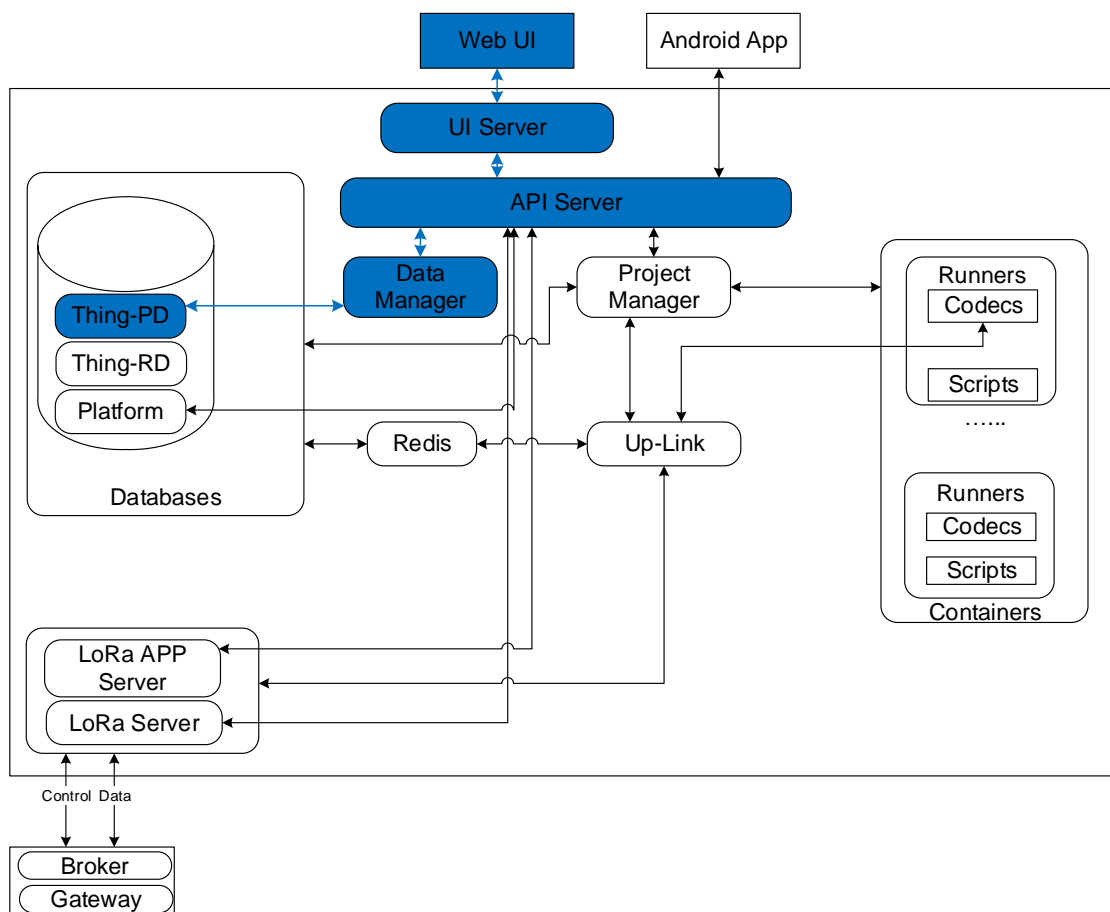 Web UI
Android App
UI Server
API Server
Data
Manager
Project
Manager
Thing-PD
Thing-RD
Platform
Databases
Redis
Up-Link
Runners
Codecs
Scripts
......
Runners
Codecs
Scripts
Containers
LoRa APP
Server
LoRa Server
Control
Data
Broker
Gateway